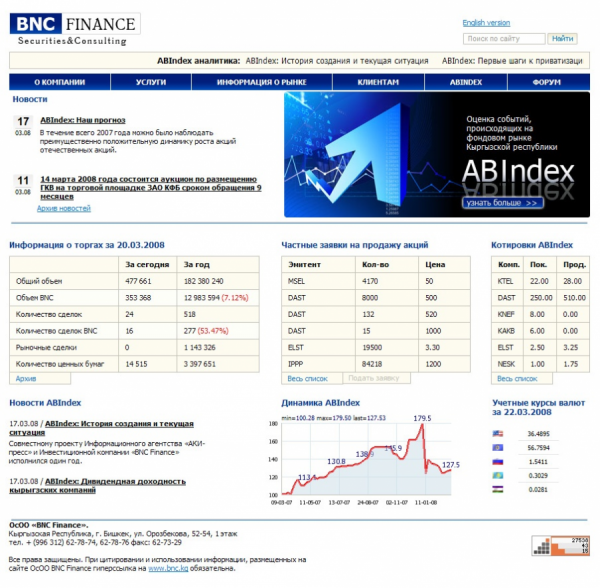 BNC FINANCE
Securities&Consulting
English version
Поиск по сайту Найти
ABIndex аналитика: ABIndex: История создания и текущая ситуация ABIndex: Первые шаги к приватизаци
О КОМПАНИИ УСЛУГИ ИНФОРМАЦИЯ О РЫНКЕ КЛИЕНТАМ ABINDEX ФОРУМ
Новости
17 ABIndex: Наш прогноз
03.08 В течение всего 2007 года можно было наблюдать
преимущественно положительную динамику роста акций
отечественных акций.
11 14 марта 2008 года состоится аукцион по размещению
03.08 ГКВ на торговой площадке ЗАО КФБ сроком обращения 9
месяцев
Архив новостей
Оценка событий,
происходящих на
фондовом рынке
Кыргызской республики
ABIndex
узнать больше >>
Информация о торгах за 20.03.2008
За сегодня За год
Общий объем 477 661 182 380 240
Объем BNC 353 368 12 983 594 (7.12%)
Количество сделок 24 518
Количество сделок BNC 16 277 (53.47%)
Рыночные сделки 0 1 143 326
Количество ценных бумаг 14 515 3 397 651
Архив
Частные заявки на продажу акций
Эмитент Кол-во Цена
MSEL 4170 50
DAST 8000 500
DAST 132 520
DAST 15 1000
ELST 19500 3.30
IPPP 84218 1200
Весь список Подать заявку
Котировки ABIndex
Комп. Пок. Прод.
KTEL 22.00 28.00
DAST 250.00 510.00
KNEF 8.00 0.00
KAKB 6.00 0.00
ELST 2.50 3.25
NESK 1.00 1.75
Весь список
Новости ABIndex
17.03.08 / ABIndex: История создания и текущая
ситуация
Совместному проекту Информационного агентства «АКИ-
пресс» и Инвестиционной компании «BNC Finance»
исполнился один год.
17.03.08 / ABIndex: Дивидендная доходность
кыргызских компаний
Динамика ABIndex
min=100.28 max=179.50 last=127.53
180
160
140
120
100
113.4 130.8 138.9 145.9 179.5 127.5
09-03-07 11-05-07 13-07-07 24-08-07 02-11-07 11-01-08
Учетные курсы валют
за 22.03.2008
36.4895
56.7594
1.5411
0.3029
0.0281
ОсОО «BNC Finance».
Кыргызская Республика, г. Бишкек, ул. Орозбекова, 52-54, 1 этаж
тел. + (996 312) 62-78-74, 62-78-76 факс: 62-73-29
Все права защищены. При цитировании и использовании информации, размещенных на
сайте ОсОО BNC Finance гиперссылка на www.bnc.kg обязательна.
27538
43
15